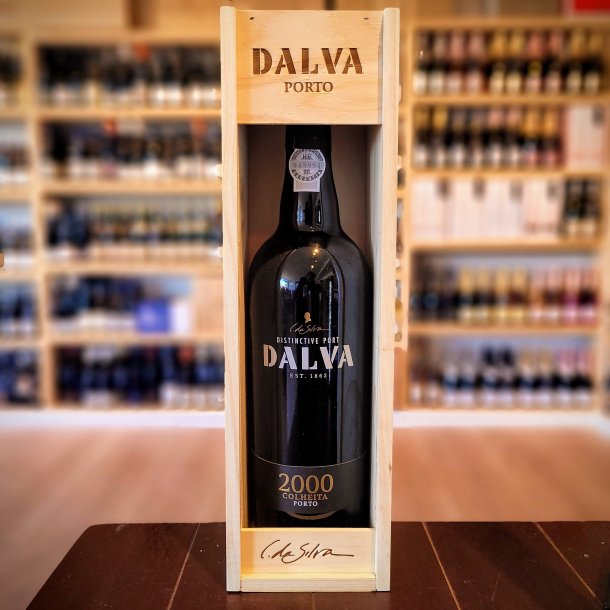 DALVA
PORTO
C. da Silva
DISTINCTIVE PORT
DALVA
EST. 1862
2000
COLHEITA
PORTO
C. da Silva